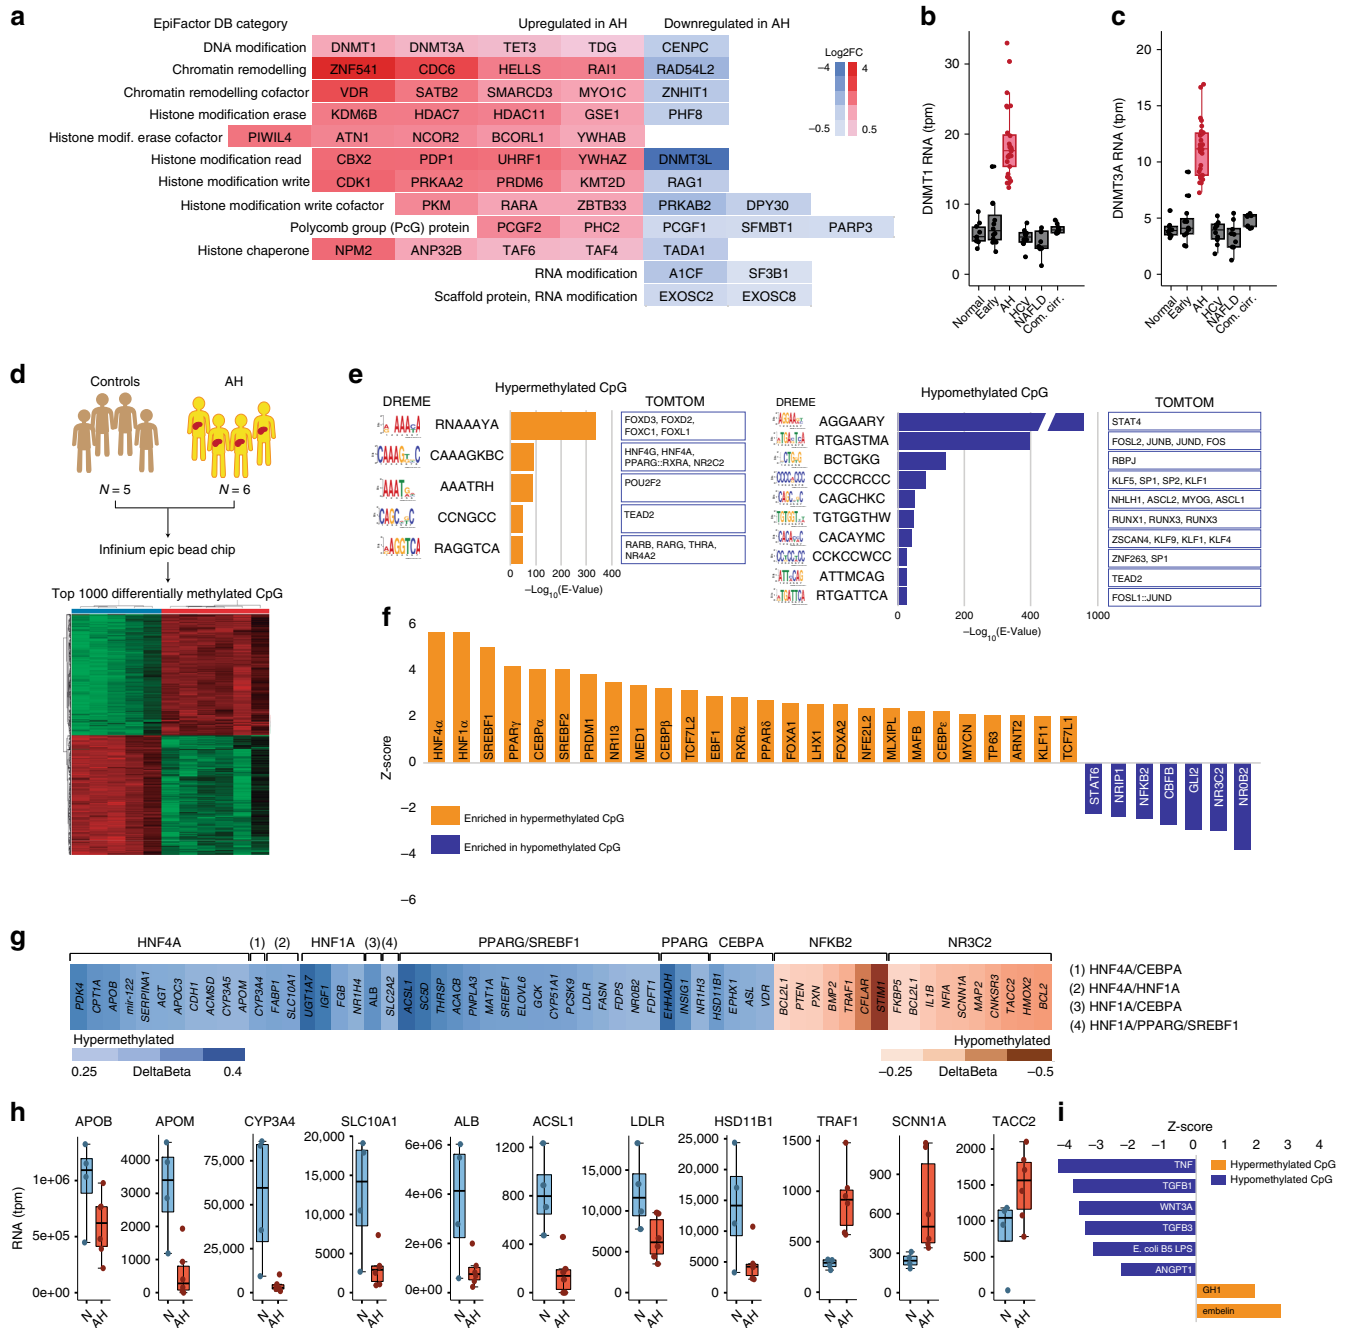 a
EpiFactor DB category Upregulated in AH Downregulated in AH
DNA modification DNMT1 DNMT3A TET3 TDG CENPC
Chromatin remodelling ZNF541 CDC6 HELLS RAI1 RAD54L2
Chromatin remodelling cofactor VDR SATB2 SMARCD3 MYO1C ZNHIT1
Histone modification erase KDM6B HDAC7 HDAC11 GSE1 PHF8
Histone modif. erase cofactor PIWIL4 ATN1 NCOR2 BCORL1 YWHAB
Histone modification read CBX2 PDP1 UHRF1 YWHAZ DNMT3L
Histone modification write CDK1 PRKAA2 PRDM6 KMT2D RAG1
Histone modification write cofactor PKM RARA ZBTB33 PRKAB2 DPY30
Polycomb group (PcG) protein PCGF2 PHC2 PCGF1 SFMBT1 PARP3
Histone chaperone NPM2 ANP32B TAF6 TAF4 TADA1
RNA modification A1CF SF3B1
Scaffold protein, RNA modification EXOSC2 EXOSC8
Log2FC
−4 4
−0.5 0.5
b
DNMT1 RNA (tpm)
30
20
10
0
Normal Early AH HCV NAFLD Com. cirr.
c
DNMT3A RNA (tpm)
20
15
10
5
0
Normal Early AH HCV NAFLD Com. cirr.
d
Controls AH
N = 5 N = 6
Infinium epic bead chip
Top 1000 differentially methylated CpG
e
Hypermethylated CpG
DREME TOMTOM
RNAAAYA FOXD3, FOXD2,
FOXC1, FOXL1
CAAAGKBC HNF4G, HNF4A,
PPARG::RXRA, NR2C2
AAATRH POU2F2
CCNGCC TEAD2
RAGGTCA RARB, RARG, THRA,
NR4A2
0 100 200 300 400
−Log10(E-Value)
Hypomethylated CpG
DREME TOMTOM
AGGAARY STAT4
RTGASTMA FOSL2, JUNB, JUND, FOS
BCTGKG RBPJ
CCCCRCCC KLF5, SP1, SP2, KLF1
CAGCHKC NHLH1, ASCL2, MYOG, ASCL1
TGTGGTHW RUNX1, RUNX3, RUNX3
CACAYMC ZSCAN4, KLF9, KLF1, KLF4
CCKCCWCC ZNF263, SP1
ATTMCAG TEAD2
RTGATTCA FOSL1::JUND
0 200 400 1000
−Log10(E-Value)
f
Z-score
6
4
2
0
−2
−4
−6
HNF4α HNF1α SREBF1 PPARγ CEBPα SREBF2 PRDM1 NR1I3 MED1 CEBPβ TCF7L2 EBF1 RXRα PPARδ FOXA1 LHX1 FOXA2 NFE2L2 MLXIPL MAFB CEBPε MYCN TP63 ARNT2 KLF11 TCF7L1
STAT6 NRIP1 NFKB2 CBFB GLI2 NR3C2 NR0B2
Enriched in hypermethylated CpG
Enriched in hypomethylated CpG
g
HNF4A (1) (2) HNF1A (3) (4) PPARG/SREBF1 PPARG CEBPA NFKB2 NR3C2
PDK4 CPT1A APOB mir-122 SERPINA1 AGT APOC3 CDH1 ACMSD CYP3A5 APOM CYP3A4 FABP1 SLC10A1 UGT1A7 IGF1 FGB NR1H4 ALB SLC2A2 ACSL1 SC5D THRSP ACACB PNPLA3 MAT1A SREBF1 ELOVL6 GCK CYP51A1 PCSK9 LDLR FASN FDPS NR0B2 FDFT1 EHHADH INSIG1 NR1H3 HSD11B1 EPHX1 ASL VDR BCL2L1 PTEN PXN BMP2 TRAF1 CFLAR STIM1 FKBP5 BCL2L1 IL1B NFIA SCNN1A MAP2 CNKSR3 TACC2 HMOX2 BCL2
(1) HNF4A/CEBPA
(2) HNF4A/HNF1A
(3) HNF1A/CEBPA
(4) HNF1A/PPARG/SREBF1
Hypermethylated
0.25 DeltaBeta 0.4
Hypomethylated
−0.25 DeltaBeta −0.5
h
RNA (tpm)
APOB
1e+06
5e+05
0e+00
N AH
APOM
4000
3000
2000
1000
0
N AH
CYP3A4
75,000
50,000
25,000
0
N AH
SLC10A1
20,000
15,000
10,000
5000
0
N AH
ALB
6e+06
4e+06
2e+06
0e+00
N AH
ACSL1
1200
800
400
0
N AH
LDLR
15,000
10,000
5000
0
N AH
HSD11B1
25,000
20,000
15,000
10,000
5000
0
N AH
TRAF1
1500
1000
500
0
N AH
SCNN1A
900
600
300
0
N AH
TACC2
2000
1500
1000
500
0
N AH
i
Z-score
−4 −3 −2 −1 0 1 2 3 4
TNF
TGFB1
WNT3A
TGFB3
E. coli B5 LPS
ANGPT1
GH1
embelin
Hypermethylated CpG
Hypomethylated CpG